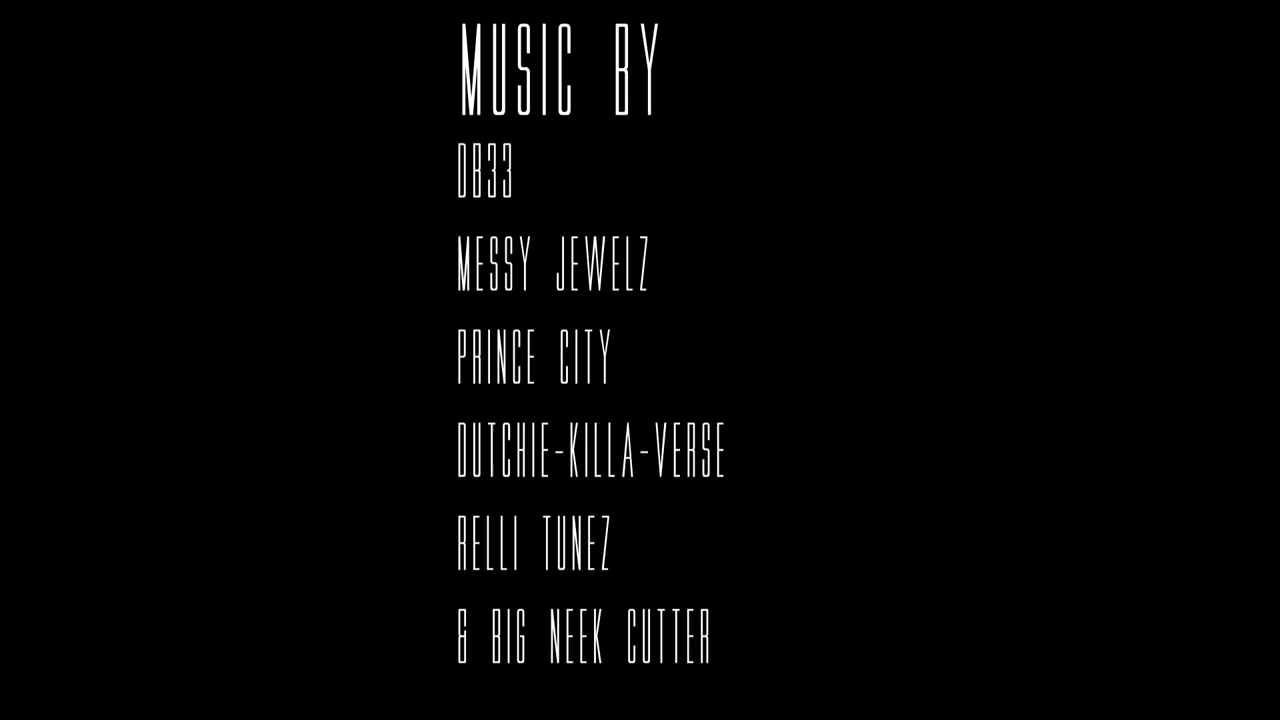 MUSIC BY
DB33
MESSY JEWELZ
PRINCE CITY
DUTCHIE-KILLA-VERSE
RELLI TUNEZ
& BIG NEEK CUTTER